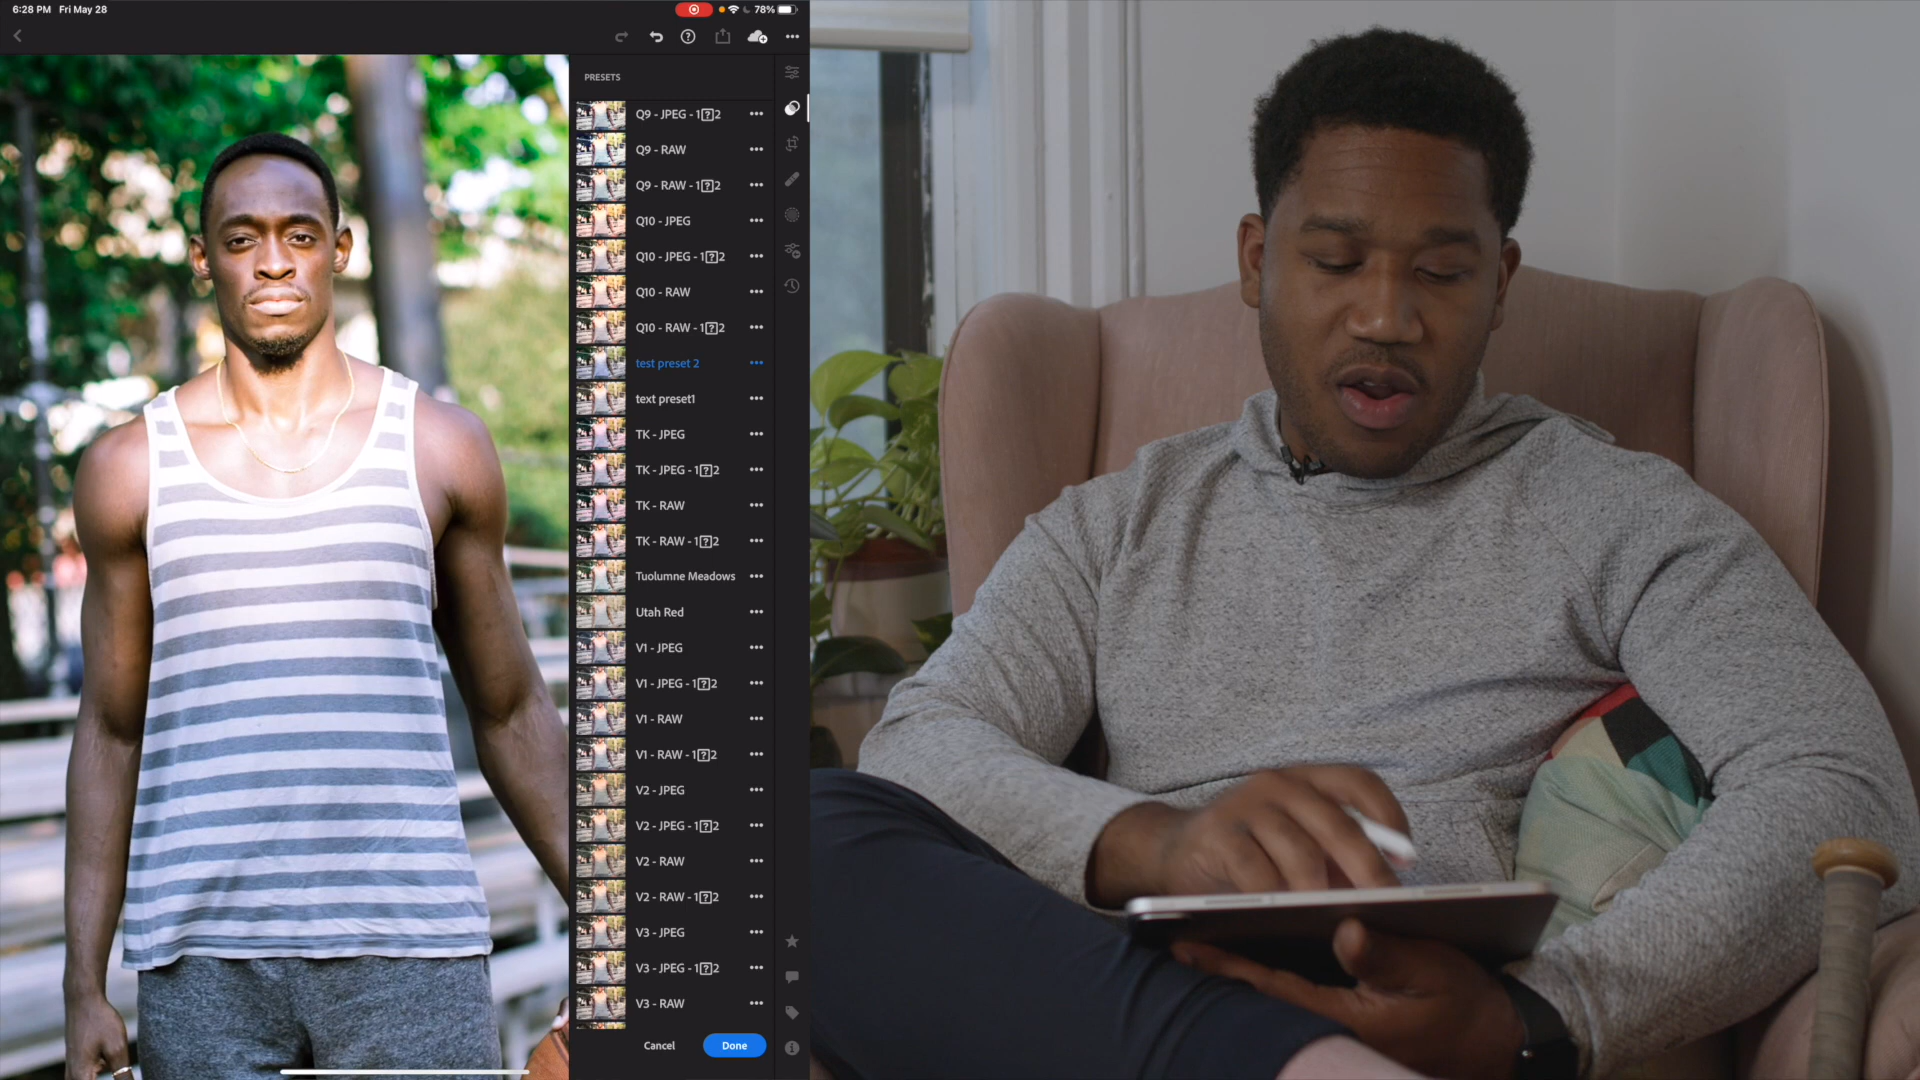 6:28 PM Fri May 28
78%
PRESETS
Q9 - JPEG - 1⍰2
Q9 - RAW
Q9 - RAW - 1⍰2
Q10 - JPEG
Q10 - JPEG - 1⍰2
Q10 - RAW
Q10 - RAW - 1⍰2
test preset 2
text preset1
TK - JPEG
TK - JPEG - 1⍰2
TK - RAW
TK - RAW - 1⍰2
Tuolumne Meadows
Utah Red
V1 - JPEG
V1 - JPEG - 1⍰2
V1 - RAW
V1 - RAW - 1⍰2
V2 - JPEG
V2 - JPEG - 1⍰2
V2 - RAW
V2 - RAW - 1⍰2
V3 - JPEG
V3 - JPEG - 1⍰2
V3 - RAW
Cancel Done